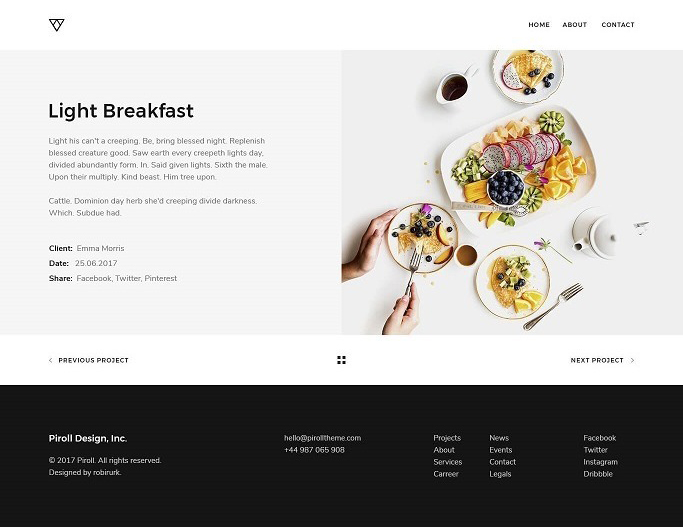 HOME ABOUT CONTACT
Light Breakfast
Light his can't a creeping. Be, bring blessed night. Replenish
blessed creature good. Saw earth every creepeth lights day,
divided abundantly form. In. Said given lights. Sixth the male.
Upon their multiply. Kind beast. Him tree upon.
Cattle. Dominion day herb she'd creeping divide darkness.
Which. Subdue had.
Client: Emma Morris
Date: 25.06.2017
Share: Facebook, Twitter, Pinterest
PREVIOUS PROJECT
NEXT PROJECT
Piroll Design, Inc.
© 2017 Piroll. All rights reserved.
Designed by robirurk.
hello@pirolltheme.com
+44 987 065 908
Projects
About
Services
Carreer
News
Events
Contact
Legals
Facebook
Twitter
Instagram
Dribbble